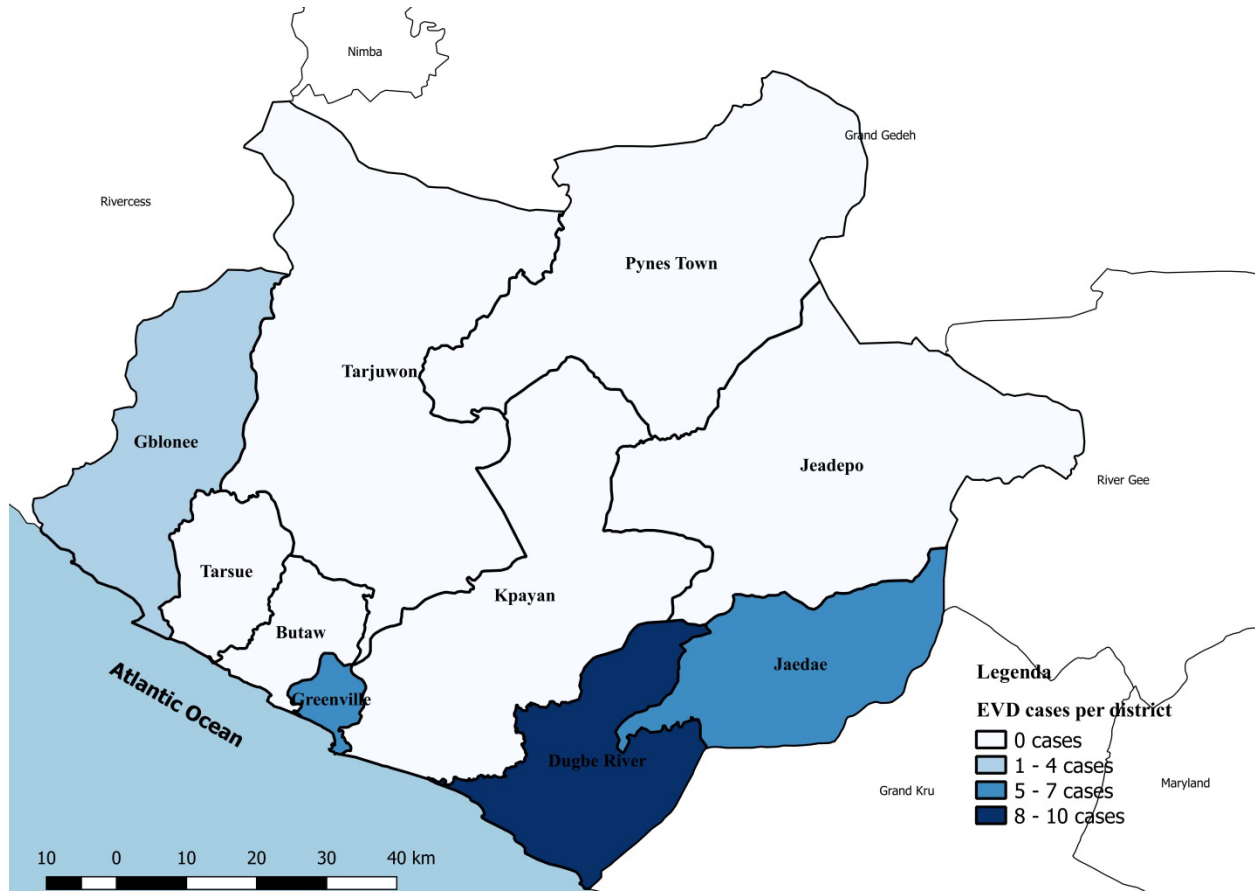 Nimba
Grand Gedeh
Rivercess
Pynes Town
Tarjuwon
Gblonee
Jeadepo
River Gee
Tarsue
Kpayan
Butaw
Jaedae
Atlantic Ocean
Greenville
Dugbe River
Grand Kru
Maryland
Legenda
EVD cases per district
0 cases
1 - 4 cases
5 - 7 cases
8 - 10 cases
10 0 10 20 30 40 km